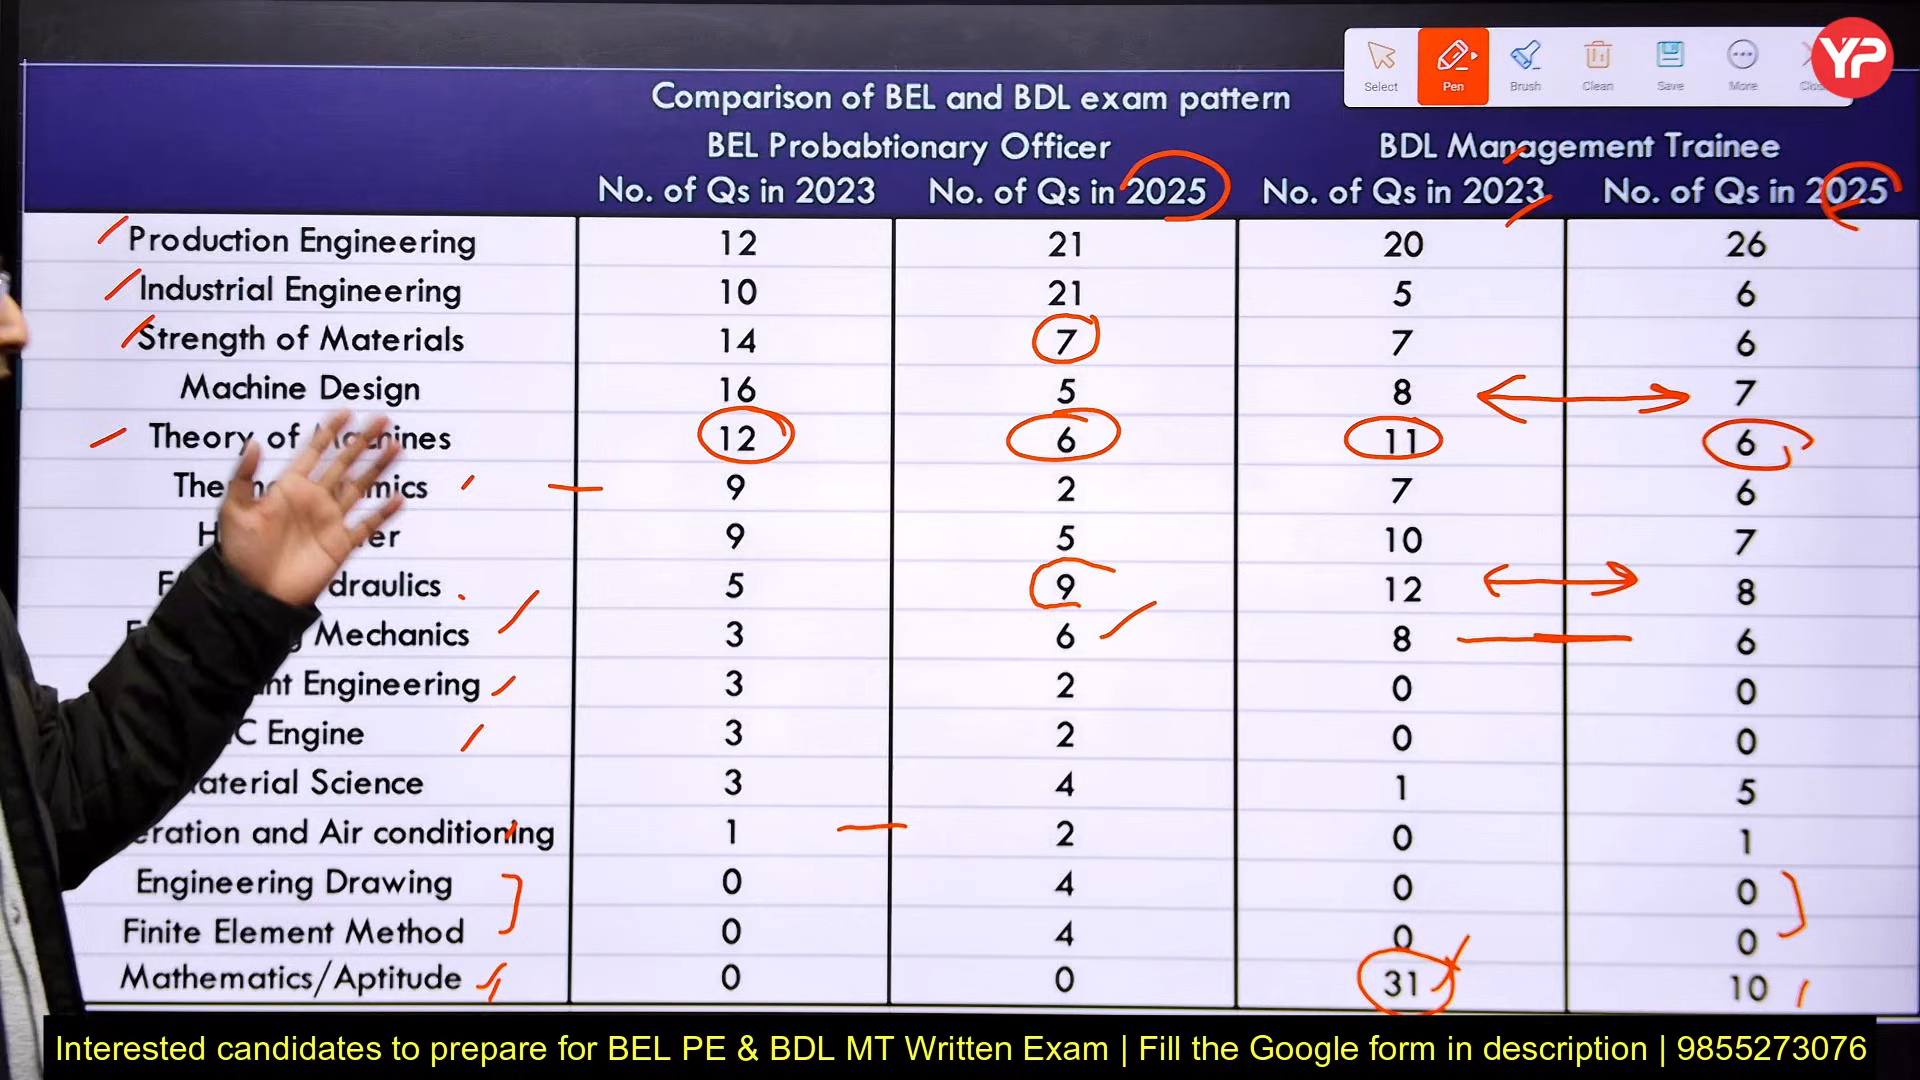 YP
Select Pen Brush Clean Save More
Comparison of BEL and BDL exam pattern
BEL Probabtionary Officer BDL Management Trainee
No. of Qs in 2023 No. of Qs in 2025 No. of Qs in 2023 No. of Qs in 2025
Production Engineering 12 21 20 26
Industrial Engineering 10 21 5 6
Strength of Materials 14 7 7 6
Machine Design 16 5 8 7
Theory of Machines 12 6 11 6
9 2 7 6
9 5 10 7
5 9 12 8
Mechanics 3 6 8 6
Engineering 3 2 0 0
Engine 3 2 0 0
Material Science 3 4 1 5
and Air conditioning 1 2 0 1
Engineering Drawing 0 4 0 0
Finite Element Method 0 4 0 0
Mathematics/Aptitude 0 0 31 10
Interested candidates to prepare for BEL PE & BDL MT Written Exam | Fill the Google form in description | 9855273076